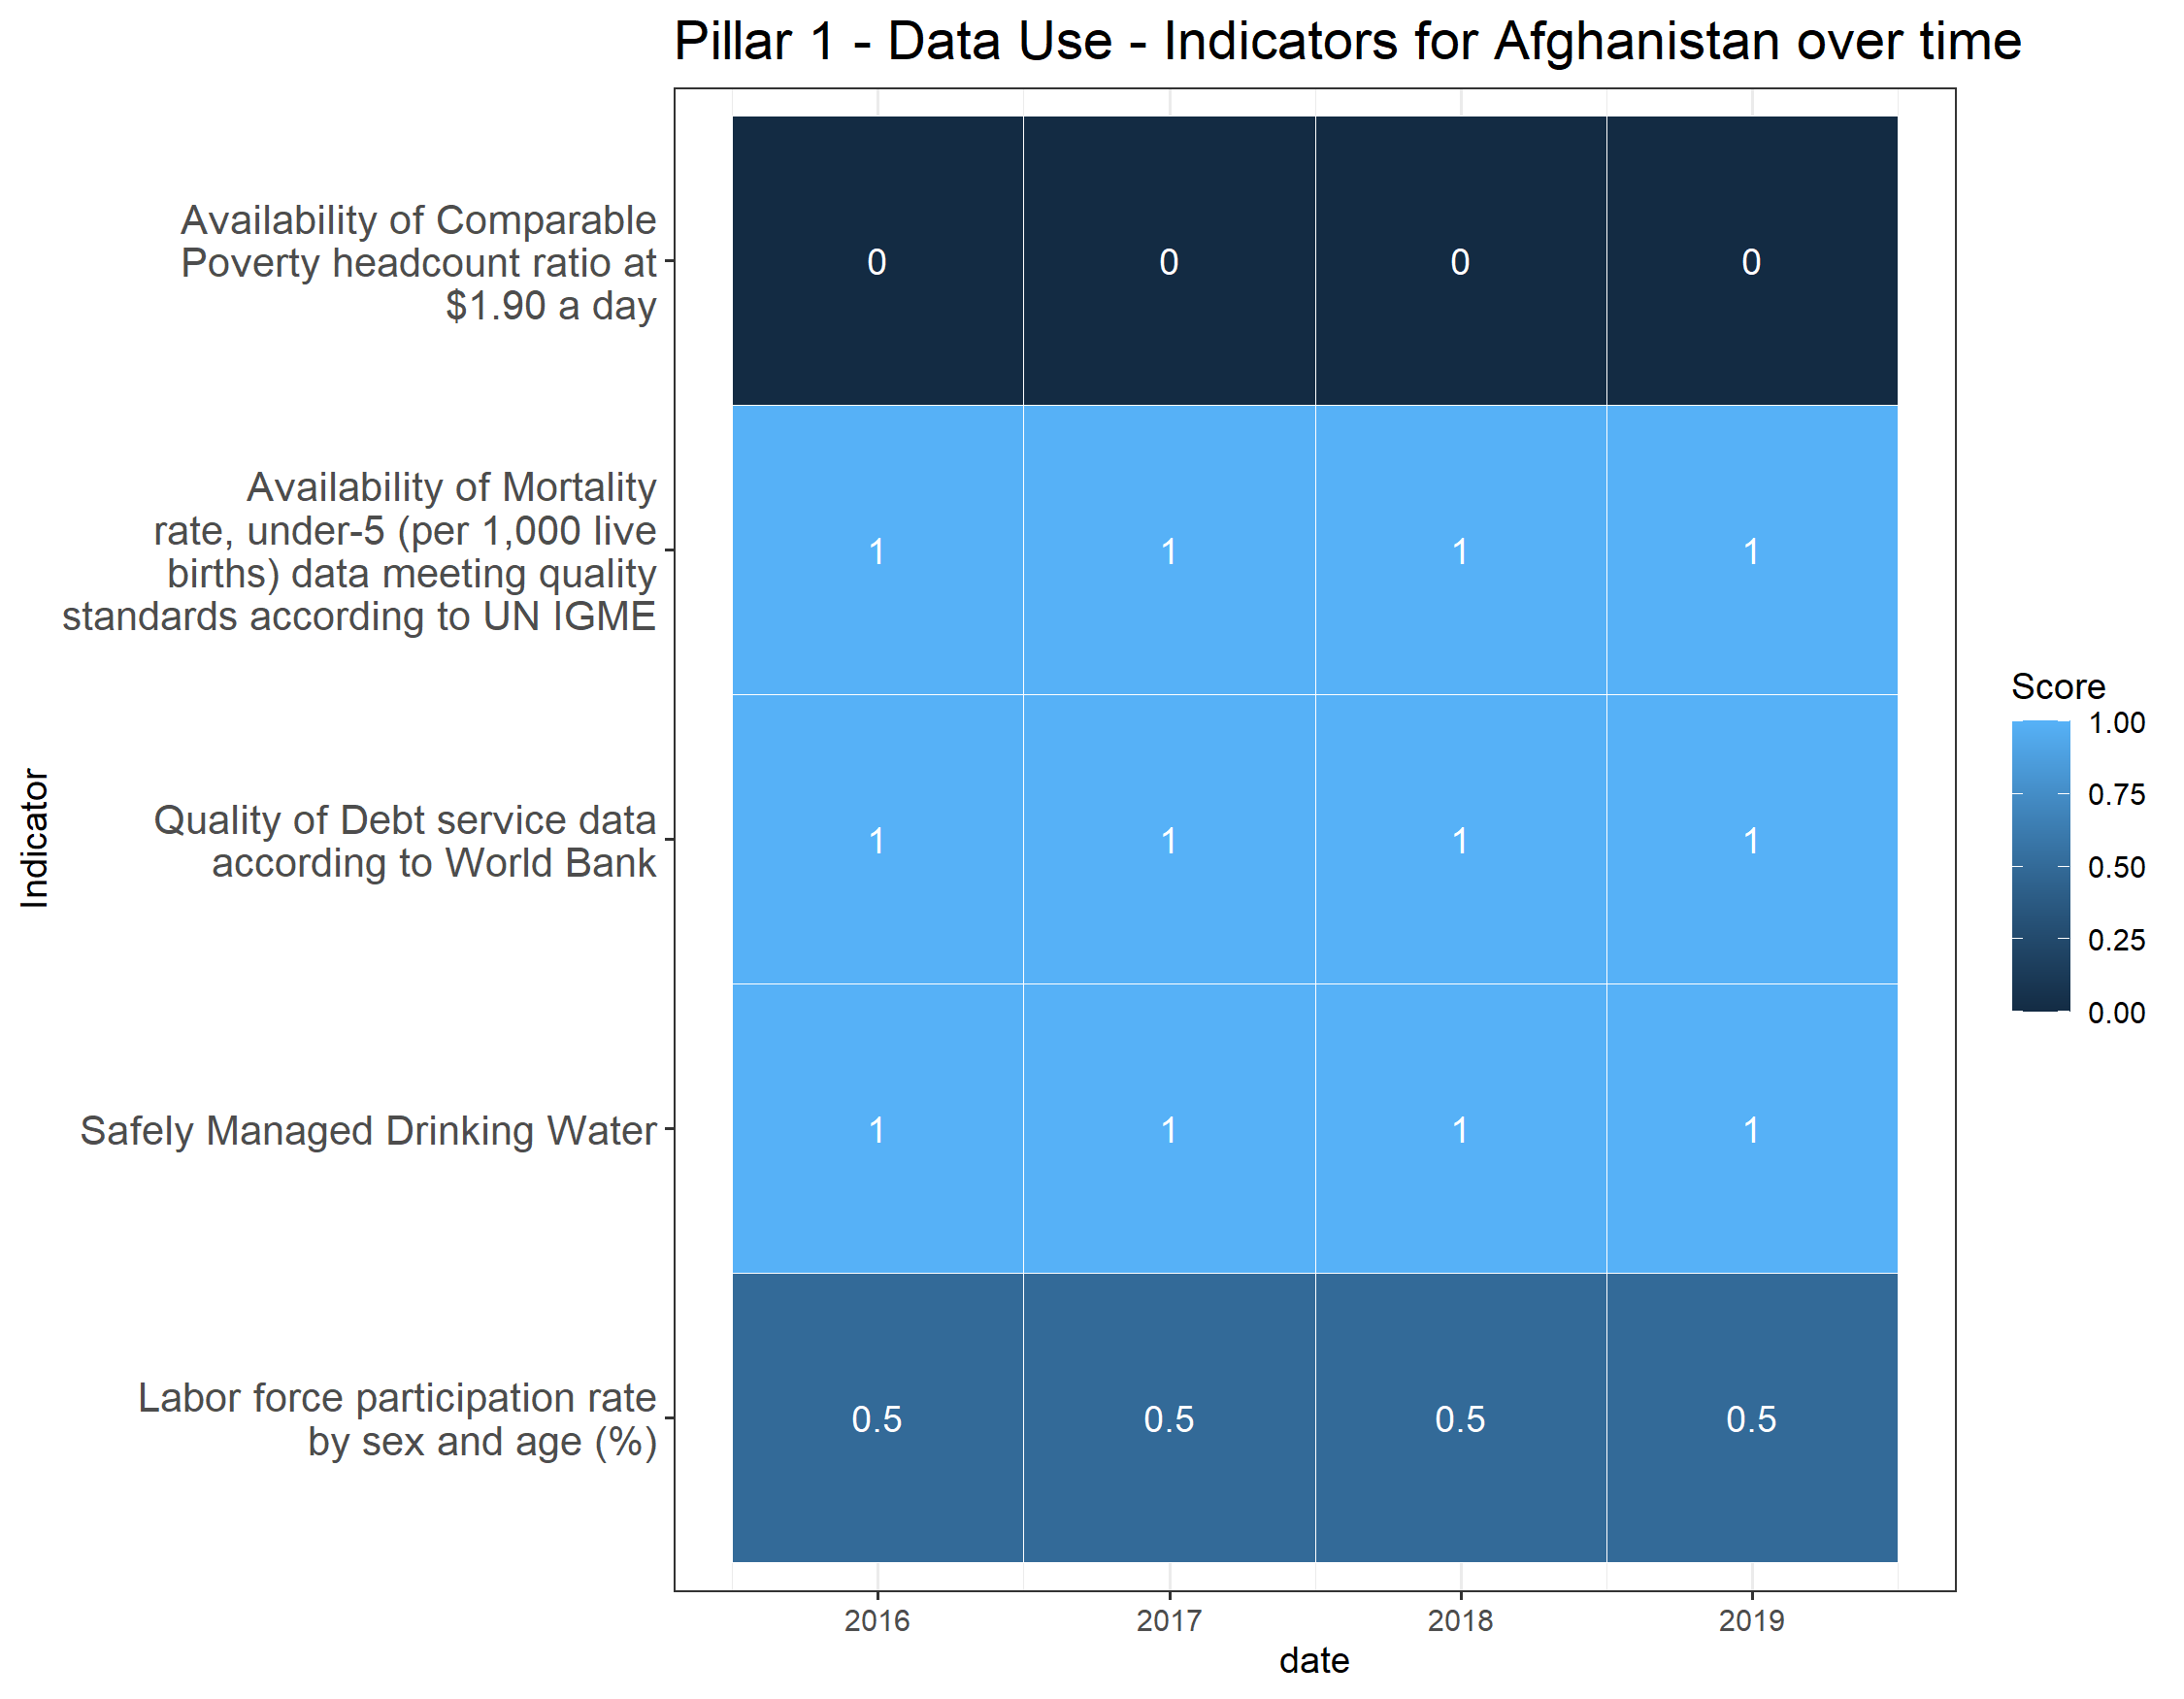 Pillar 1 - Data Use - Indicators for Afghanistan over time
Availability of Comparable
Poverty headcount ratio at
$1.90 a day
0 0 0 0
Availability of Mortality
rate, under-5 (per 1,000 live
births) data meeting quality
standards according to UN IGME
1 1 1 1
Quality of Debt service data
according to World Bank
1 1 1 1
Safely Managed Drinking Water
1 1 1 1
Labor force participation rate
by sex and age (%)
0.5 0.5 0.5 0.5
Indicator
2016 2017 2018 2019
date
Score
1.00
0.75
0.50
0.25
0.00